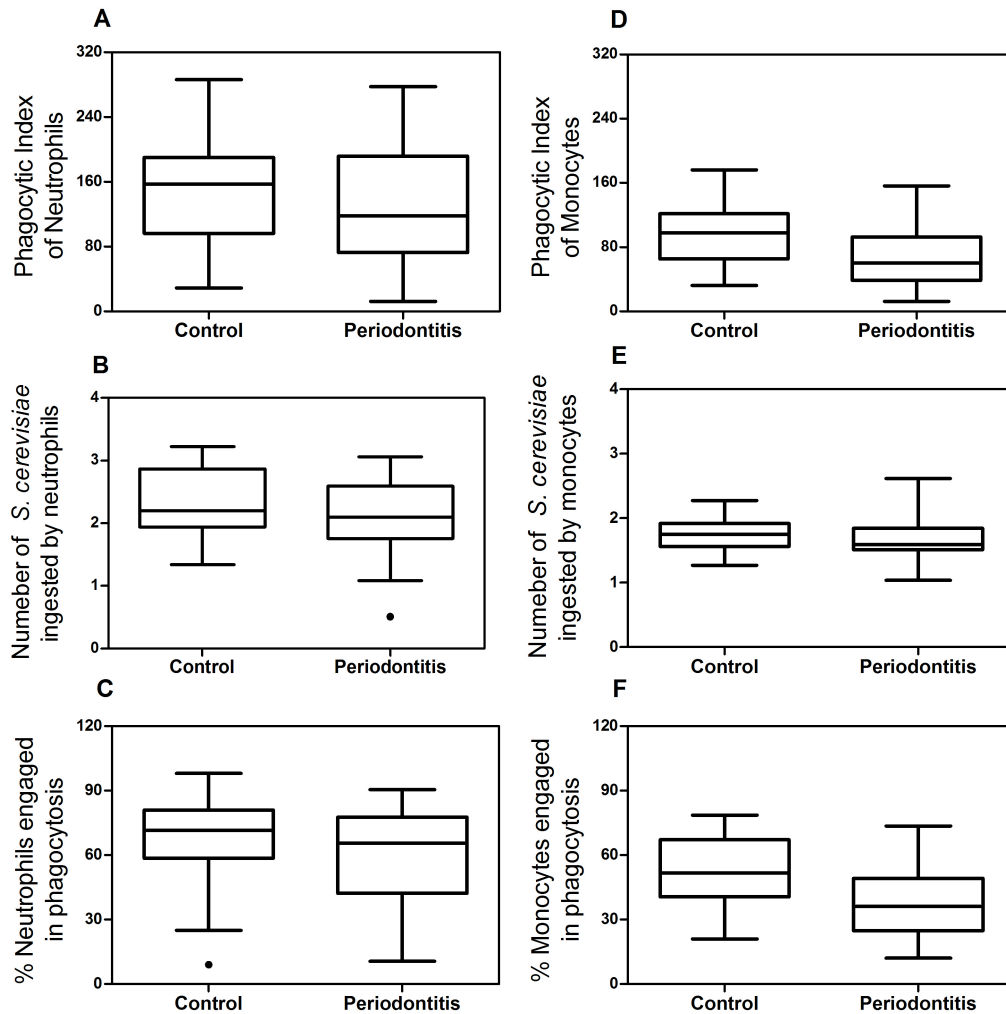 A
Phagocytic Index
of Neutrophils
320
240
160
80
0
Control Periodontitis
D
Phagocytic Index
of Monocytes
320
240
160
80
0
Control Periodontitis
B
Numeber of S. cerevisiae
ingested by neutrophils
4
3
2
1
0
Control Periodontitis
E
Numeber of S. cerevisiae
ingested by monocytes
4
3
2
1
0
Control Periodontitis
C
% Neutrophils engaged
in phagocytosis
120
90
60
30
0
Control Periodontitis
F
% Monocytes engaged
in phagocytosis
120
90
60
30
0
Control Periodontitis